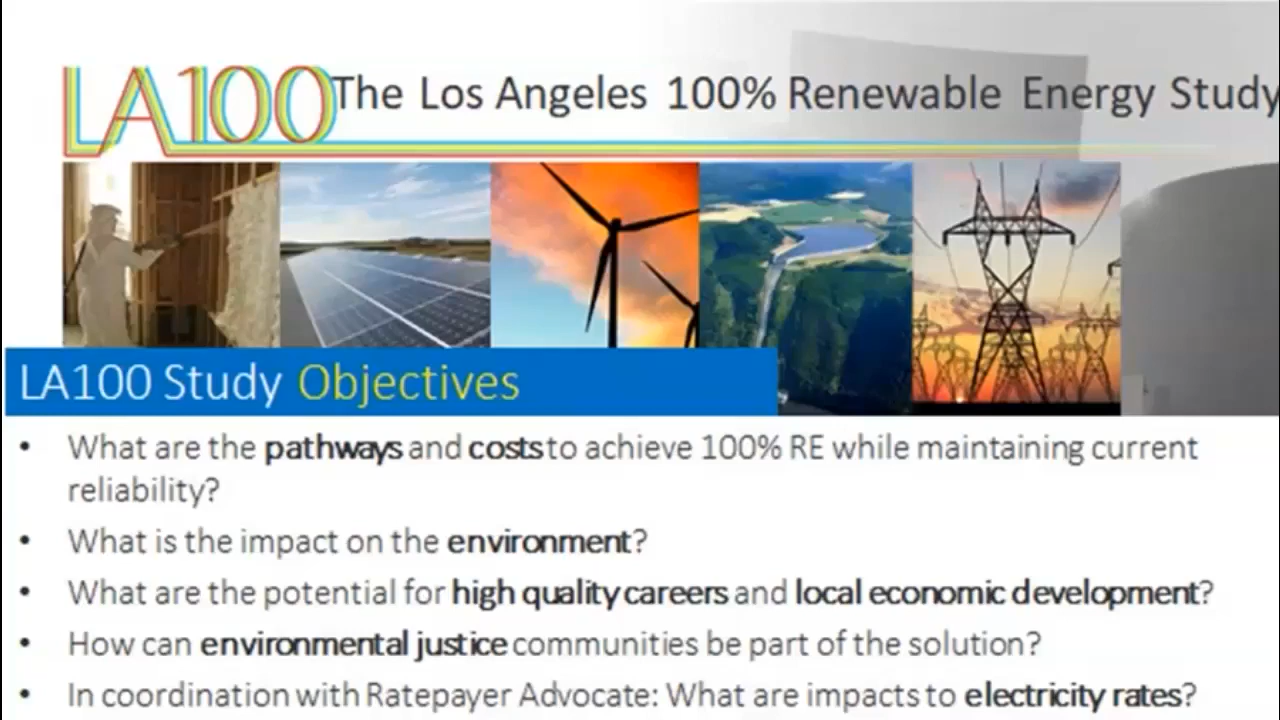 LA100 The Los Angeles 100% Renewable Energy Study
LA100 Study Objectives
• What are the pathways and costs to achieve 100% RE while maintaining current
reliability?
• What is the impact on the environment?
• What are the potential for high quality careers and local economic development?
• How can environmental justice communities be part of the solution?
• In coordination with Ratepayer Advocate: What are impacts to electricity rates?